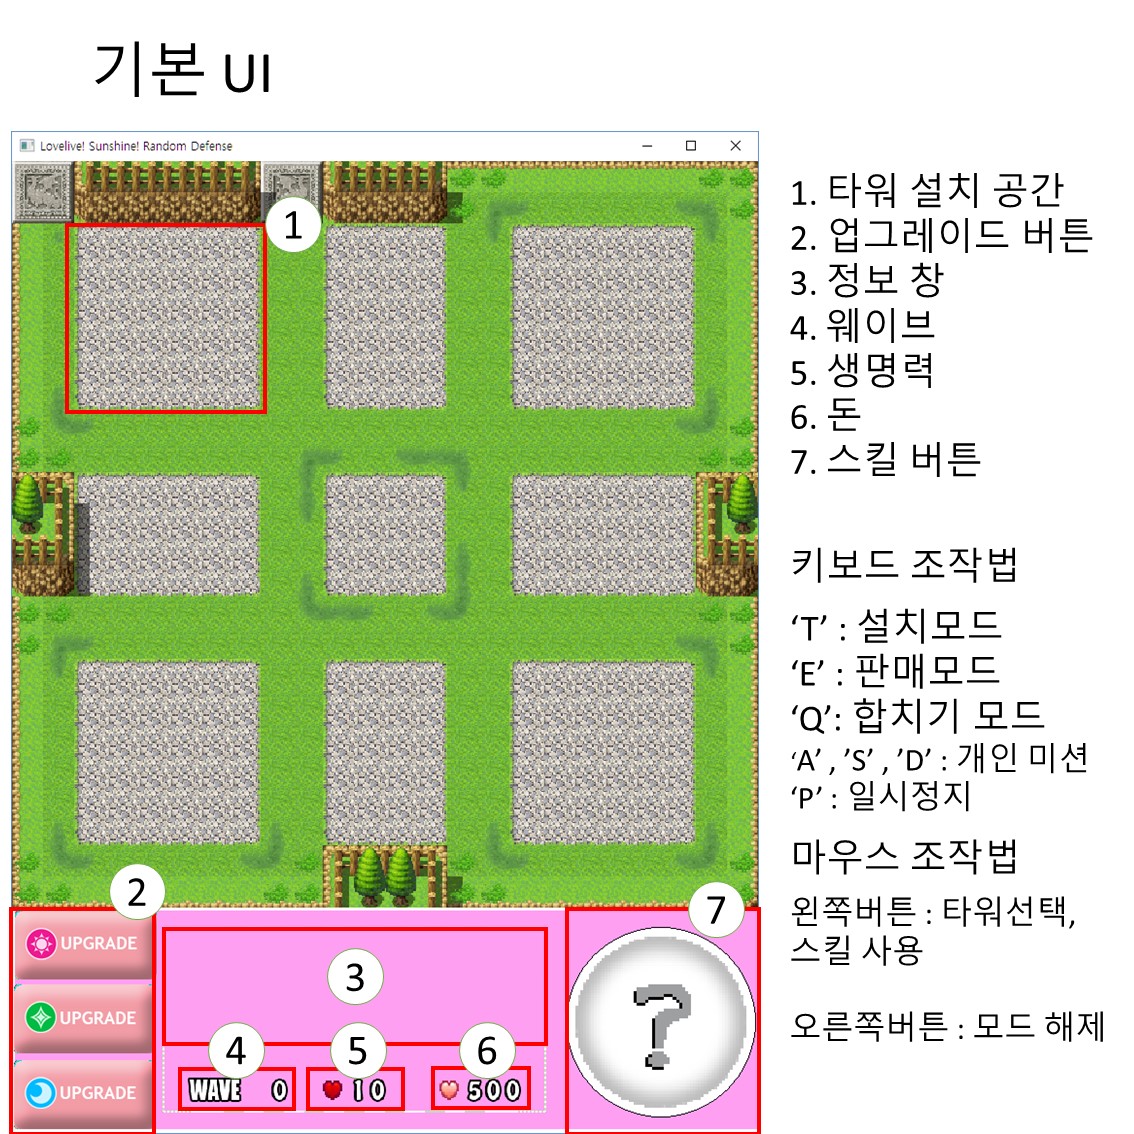 기본 UI
Lovelive! Sunshine! Random Defense
1
1. 타워 설치 공간
2. 업그레이드 버튼
3. 정보 창
4. 웨이브
5. 생명력
6. 돈
7. 스킬 버튼
키보드 조작법
‘T’ : 설치모드
‘E’ : 판매모드
‘Q’: 합치기 모드
‘A’ , ’S’ , ’D’ : 개인 미션
‘P’ : 일시정지
마우스 조작법
왼쪽버튼 : 타워선택,
스킬 사용
오른쪽버튼 : 모드 해제
2
7
UPGRADE
3
?
UPGRADE
4
5
6
UPGRADE
WAVE 0
10
500